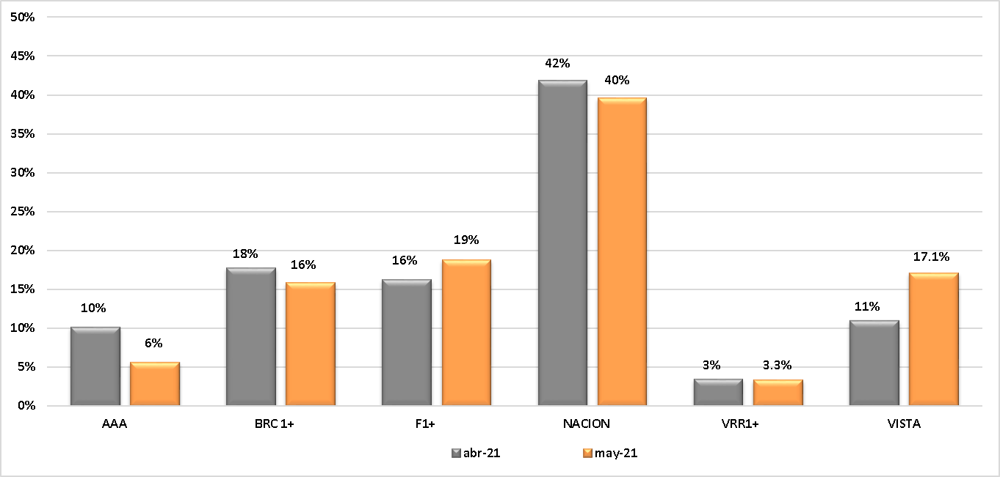 50%
45%
40%
35%
30%
25%
20%
15%
10%
5%
0%
10%
6%
18%
16%
16%
19%
42%
40%
3%
3.3%
11%
17.1%
AAA
BRC 1+
F1+
NACION
VRR1+
VISTA
abr-21
may-21